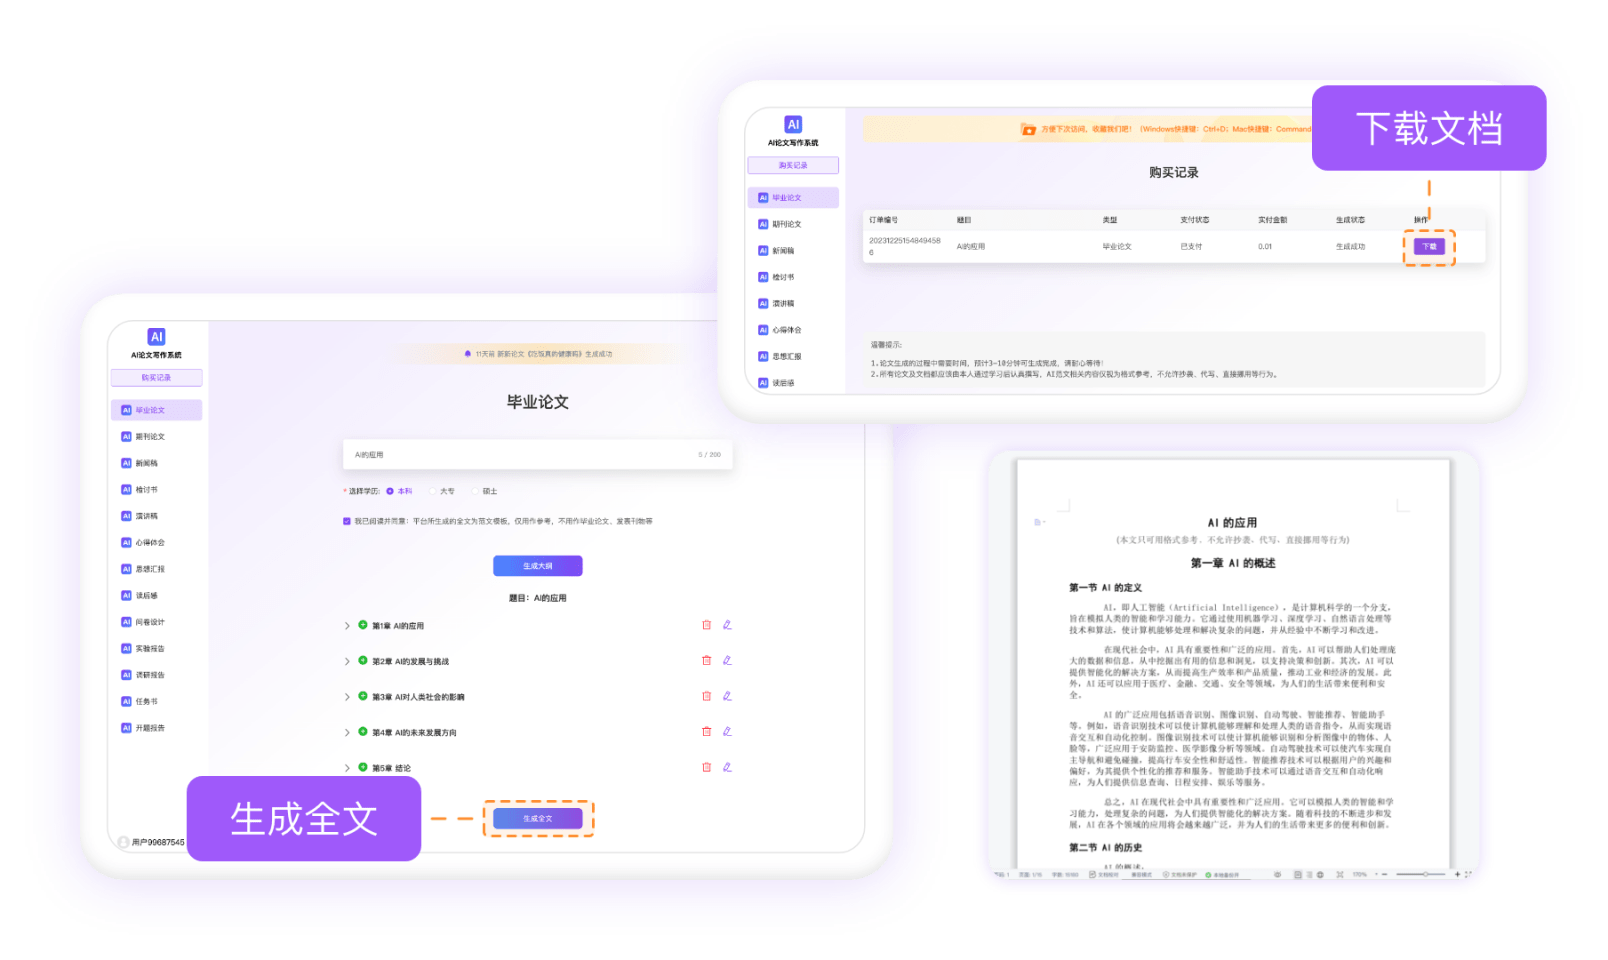 下载文档
AI
AI论文写作系统
购买记录
AI 毕业论文
AI 期刊论文
AI 新闻稿
AI 检讨书
AI 演讲稿
AI 心得体会
AI 思想汇报
AI 读后感
方便下次访问，收藏我们吧！（Windows快捷键：Ctrl+D；Mac快捷键：Command
购买记录
订单编号 题目 类型 支付状态 实付金额 生成状态 操作
20231225154849458
6
AI的应用 毕业论文 已支付 0.01 生成成功 下载
温馨提示:
1.论文生成的过程中需要时间，预计3-10分钟可生成完成，请耐心等待!
2.所有论文及文档都应该由本人通过学习后认真撰写，AI范文相关内容仅视为格式参考，不允许抄袭、代写、直接挪用等行为。
AI
AI论文写作系统
购买记录
AI 毕业论文
AI 期刊论文
AI 新闻稿
AI 检讨书
AI 演讲稿
AI 心得体会
AI 思想汇报
AI 读后感
AI 问卷设计
AI 实验报告
AI 调研报告
AI 任务书
AI 开题报告
用户99687545
11天前 新新论文《吃饭真的健康吗》生成成功
毕业论文
AI的应用 5 / 200
* 选择学历: 本科 大专 硕士
我已阅读并同意：平台所生成的全文为范文模板，仅用作参考，不用作毕业论文、发表刊物等
生成大纲
题目：AI的应用
第1章 AI的应用
第2章 AI的发展与挑战
第3章 AI对人类社会的影响
第4章 AI的未来发展方向
第5章 结论
生成全文
生成全文
AI 的应用
(本文只可用格式参考，不允许抄袭、代写，直接挪用等行为)
第一章 AI 的概述
第一节 AI 的定义
AI，即人工智能（Artificial Intelligence），是计算机科学的一个分支，
旨在模拟人类的智能和学习能力。它通过使用机器学习、深度学习、自然语言处理等
技术和算法，使计算机能够处理和解决复杂的问题，并从经验中不断学习和改进。
在现代社会中，AI 具有重要性和广泛的应用。首先，AI 可以帮助人们处理庞
大的数据和信息，从中挖掘出有用的信息和洞见，以支持决策和创新。其次，AI 可以
提供智能化的解决方案，从而提高生产效率和产品质量，推动工业和经济的发展。此
外，AI 还可以应用于医疗、金融、交通、安全等领域，为人们的生活带来便利和安
全。
AI 的广泛应用包括语音识别、图像识别、自动驾驶、智能推荐、智能助手
等。例如，语音识别技术可以使计算机能够理解和处理人类的语音指令，从而实现语
音交互和自动化控制。图像识别技术可以使计算机能够识别和分析图像中的物体、人
脸等，广泛应用于安防监控、医学影像分析等领域。自动驾驶技术可以使汽车实现自
主导航和避免碰撞，提高行车安全性和舒适性。智能推荐技术可以根据用户的兴趣和
偏好，为其提供个性化的推荐和服务。智能助手技术可以通过语音交互和自动化响
应，为人们提供信息查询、日程安排、娱乐等服务。
总之，AI 在现代社会中具有重要性和广泛应用。它可以模拟人类的智能和学
习能力，处理复杂的问题，为人们提供智能化的解决方案。随着科技的不断进步和发
展，AI 在各个领域的应用将会越来越广泛，并为人们的生活带来更多的便利和创新。
第二节 AI 的历史
AI 的概述：
170%